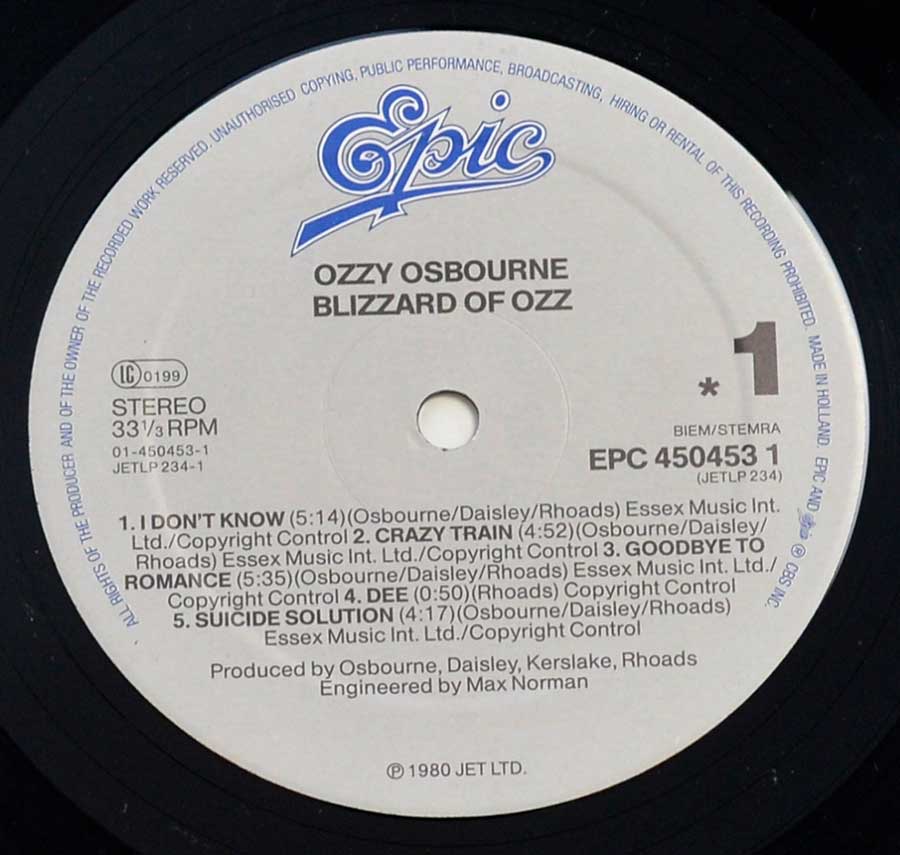 ALL RIGHTS OF THE PRODUCER AND OF THE OWNER OF THE RECORDED WORK RESERVED. UNAUTHORISED COPYING, PUBLIC PERFORMANCE, BROADCASTING, HIRING OR RENTAL OF THIS RECORDING PROHIBITED. MADE IN HOLLAND. EPIC AND Epic ® CBS INC.
Epic
OZZY OSBOURNE
BLIZZARD OF OZZ
LC 0199
STEREO
33 1/3 RPM
01-450453-1
JETLP 234-1
* 1
BIEM/STEMRA
EPC 450453 1
(JETLP 234)
1. I DON'T KNOW (5:14)(Osbourne/Daisley/Rhoads) Essex Music Int.
Ltd./Copyright Control 2. CRAZY TRAIN (4:52)(Osbourne/Daisley/
Rhoads) Essex Music Int. Ltd./Copyright Control 3. GOODBYE TO
ROMANCE (5:35)(Osbourne/Daisley/Rhoads) Essex Music Int. Ltd./
Copyright Control 4. DEE (0:50)(Rhoads) Copyright Control
5. SUICIDE SOLUTION (4:17)(Osbourne/Daisley/Rhoads)
Essex Music Int. Ltd./Copyright Control
Produced by Osbourne, Daisley, Kerslake, Rhoads
Engineered by Max Norman
℗ 1980 JET LTD.